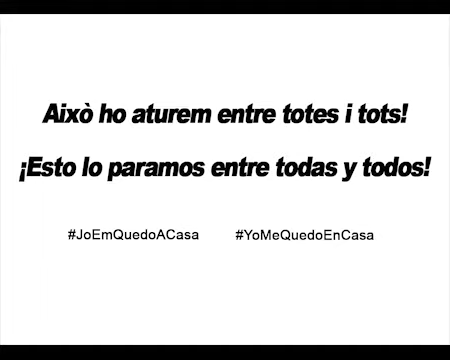 Això ho aturem entre totes i tots!
¡Esto lo paramos entre todas y todos!
#JoEmQuedoACasa #YoMeQuedoEnCasa